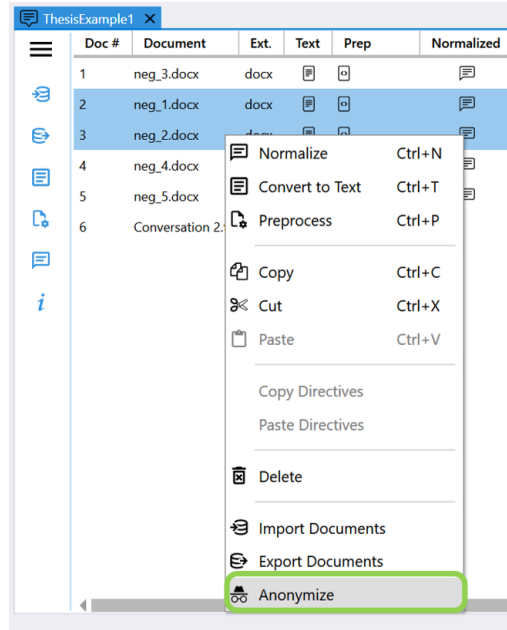 ThesisExample1
Doc # Document Ext. Text Prep Normalized
1 neg_3.docx docx
2 neg_1.docx docx
3 neg_2.docx
4 neg_4.docx
5 neg_5.docx
6 Conversation 2.
Normalize Ctrl+N
Convert to Text Ctrl+T
Preprocess Ctrl+P
Copy Ctrl+C
Cut Ctrl+X
Paste Ctrl+V
Copy Directives
Paste Directives
Delete
Import Documents
Export Documents
Anonymize